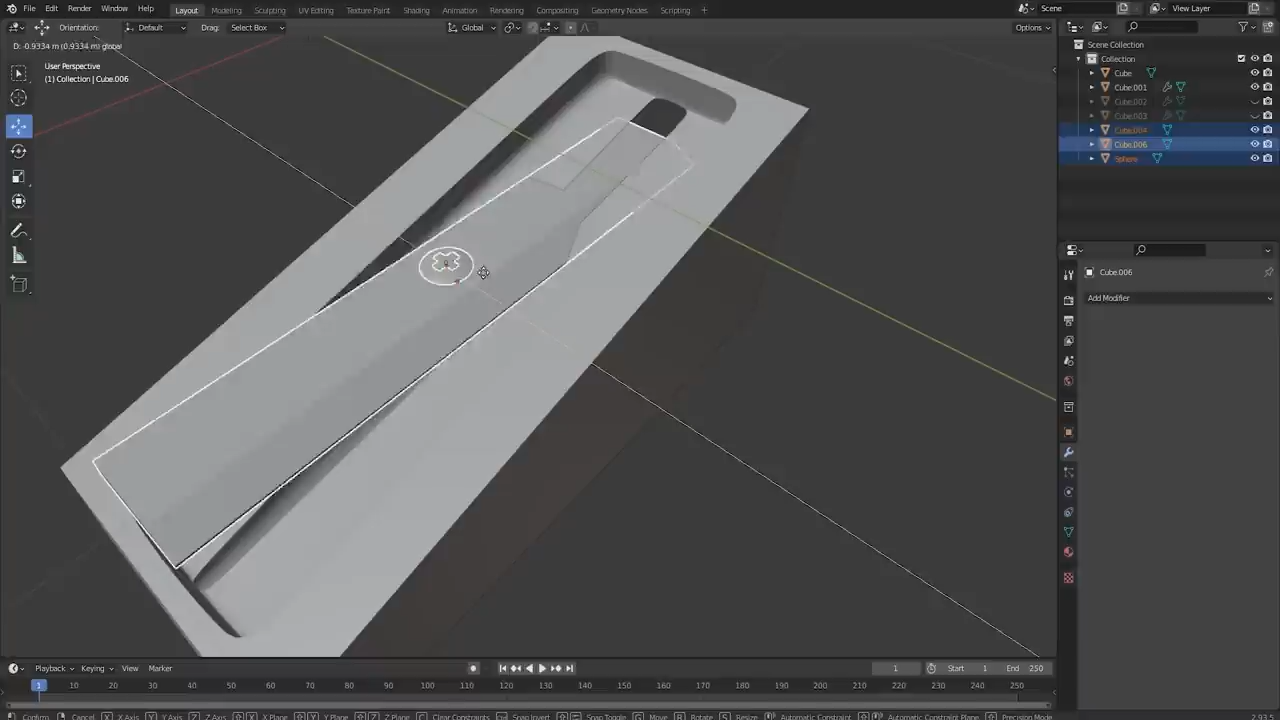 File Edit Render Window Help Layout Modeling Sculpting UV Editing Texture Paint Shading Animation Rendering Compositing Geometry Nodes Scripting + Scene View Layer
Orientation: Default Drag: Select Box Global Options
D: -0.9334 m (0.9334 m) global
User Perspective
(1) Collection | Cube.006
Scene Collection
Collection
Cube
Cube.001
Cube.002
Cube.003
Cube.004
Cube.006
Sphere
Cube.006
Add Modifier
Playback Keying View Marker 1 Start 1 End 250
1 10 20 30 40 50 60 70 80 90 100 110 120 130 140 150 160 170 180 190 200 210 220 230 240 250
Confirm Cancel X X Axis Y Y Axis Z Z Axis X X Plane Y Y Plane Z Z Plane C Clear Constraints Snap Invert Snap Toggle G Move R Rotate S Resize Automatic Constraint Automatic Constraint Plane Precision Mode 2.93.5